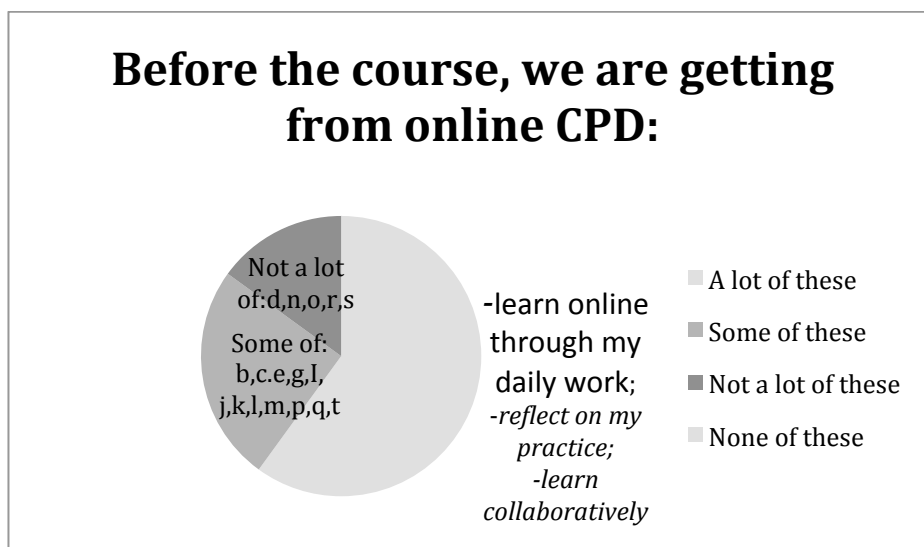 Before the course, we are getting
from online CPD:
Not a lot
of:d,n,o,r,s
Some of:
b,c.e,g,I,
j,k,l,m,p,q,t
-learn online
through my
daily work;
-reflect on my
practice;
-learn
collaboratively
A lot of these
Some of these
Not a lot of these
None of these